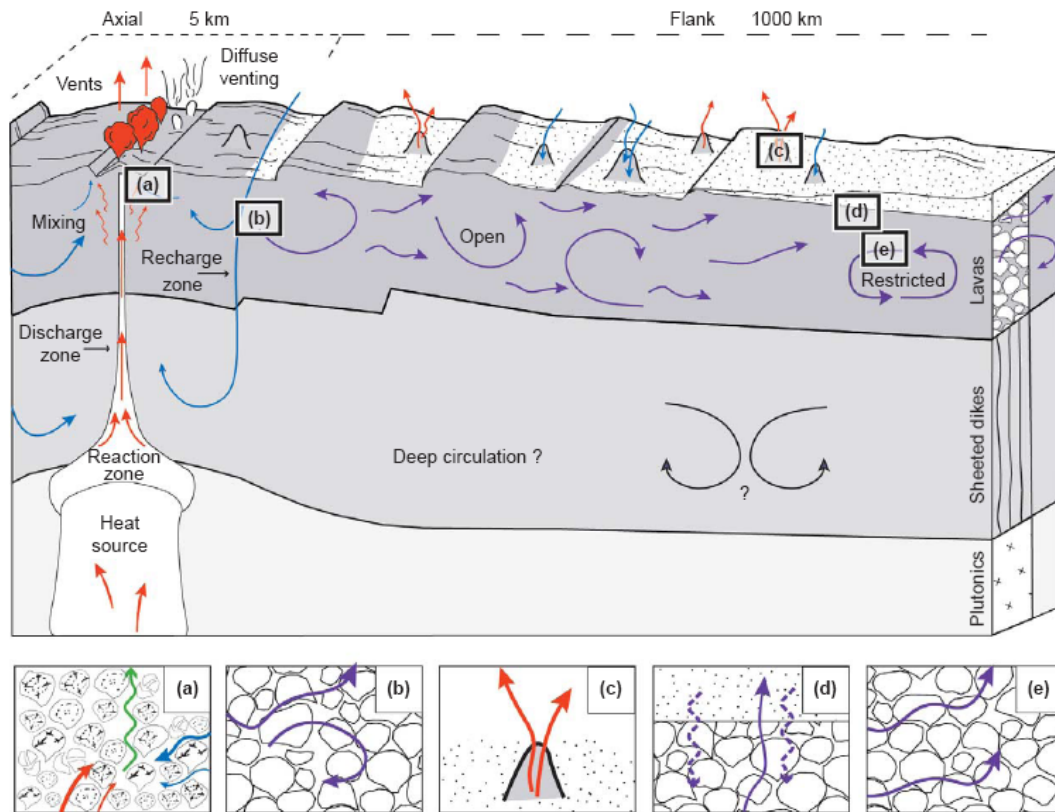 Axial 5 km Flank 1000 km
Vents
Diffuse
venting
(a)
(b)
(c)
(d)
(e)
Mixing
Recharge
zone
Open
Restricted
Discharge
zone
Reaction
zone
Heat
source
Deep circulation ?
?
Lavas
Sheeted dikes
Plutonics
(a)
(b)
(c)
(d)
(e)